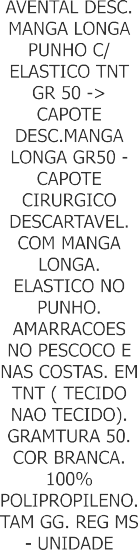 AVENTAL DESC.
MANGA LONGA
PUNHO C/
ELASTICO TNT
GR 50 ->
CAPOTE
DESC.MANGA
LONGA GR50 -
CAPOTE
CIRURGICO
DESCARTAVEL.
COM MANGA
LONGA.
ELASTICO NO
PUNHO.
AMARRACOES
NO PESCOCO E
NAS COSTAS. EM
TNT ( TECIDO
NAO TECIDO).
GRAMTURA 50.
COR BRANCA.
100%
POLIPROPILENO.
TAM GG. REG MS
- UNIDADE